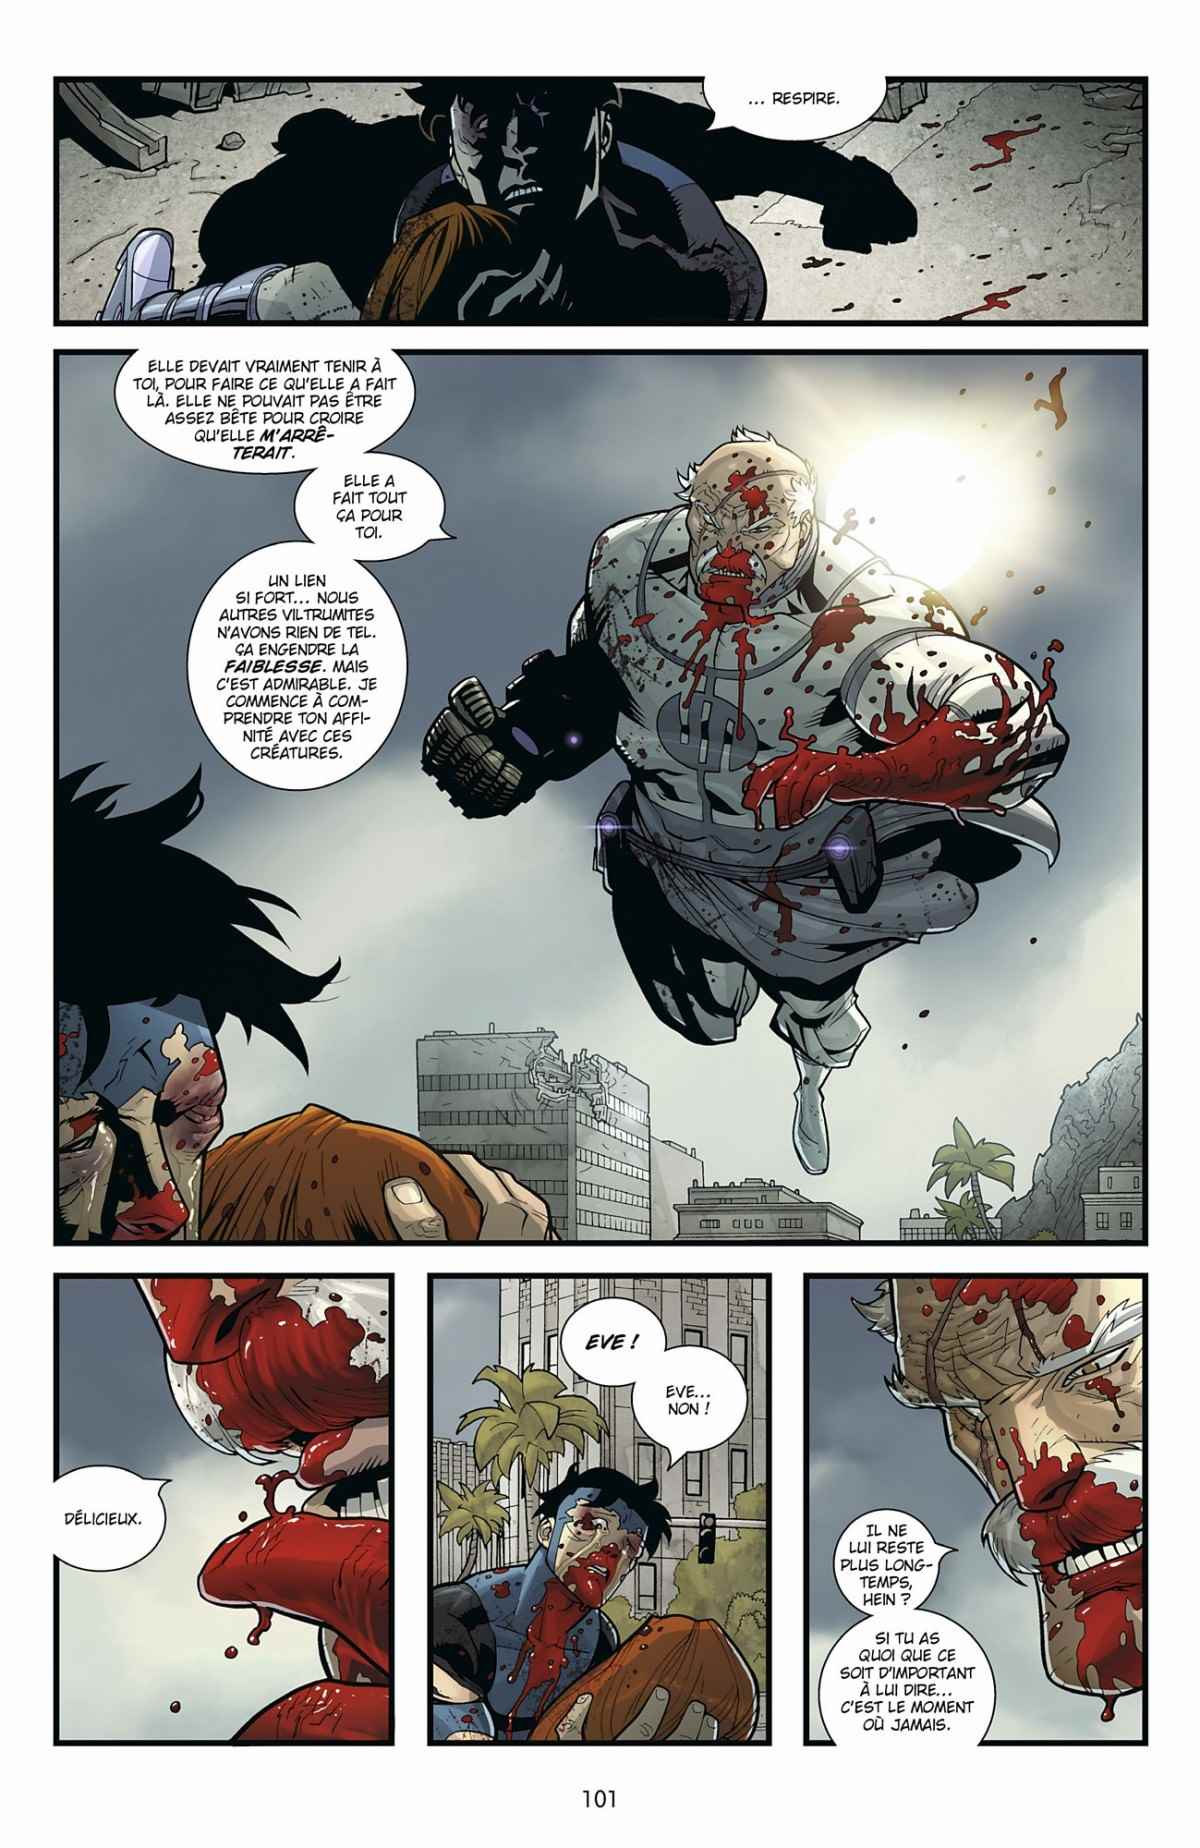 ... RESPIRE.
ELLE DEVAIT VRAIMENT TENIR À
TOI, POUR FAIRE CE QU'ELLE A FAIT
LÀ. ELLE NE POUVAIT PAS ÊTRE
ASSEZ BÊTE POUR CROIRE
QU'ELLE M'ARRÊ-
TERAIT.
ELLE A
FAIT TOUT
ÇA POUR
TOI.
UN LIEN
SI FORT... NOUS
AUTRES VILTRUMITES
N'AVONS RIEN DE TEL.
ÇA ENGENDRE LA
FAIBLESSE. MAIS
C'EST ADMIRABLE. JE
COMMENCE À COM-
PRENDRE TON AFFI-
NITÉ AVEC CES
CRÉATURES.
DÉLICIEUX.
EVE !
EVE...
NON !
IL NE
LUI RESTE
PLUS LONG-
TEMPS,
HEIN ?
SI TU AS
QUOI QUE CE
SOIT D'IMPORTANT
À LUI DIRE...
C'EST LE MOMENT
OÙ JAMAIS.
101